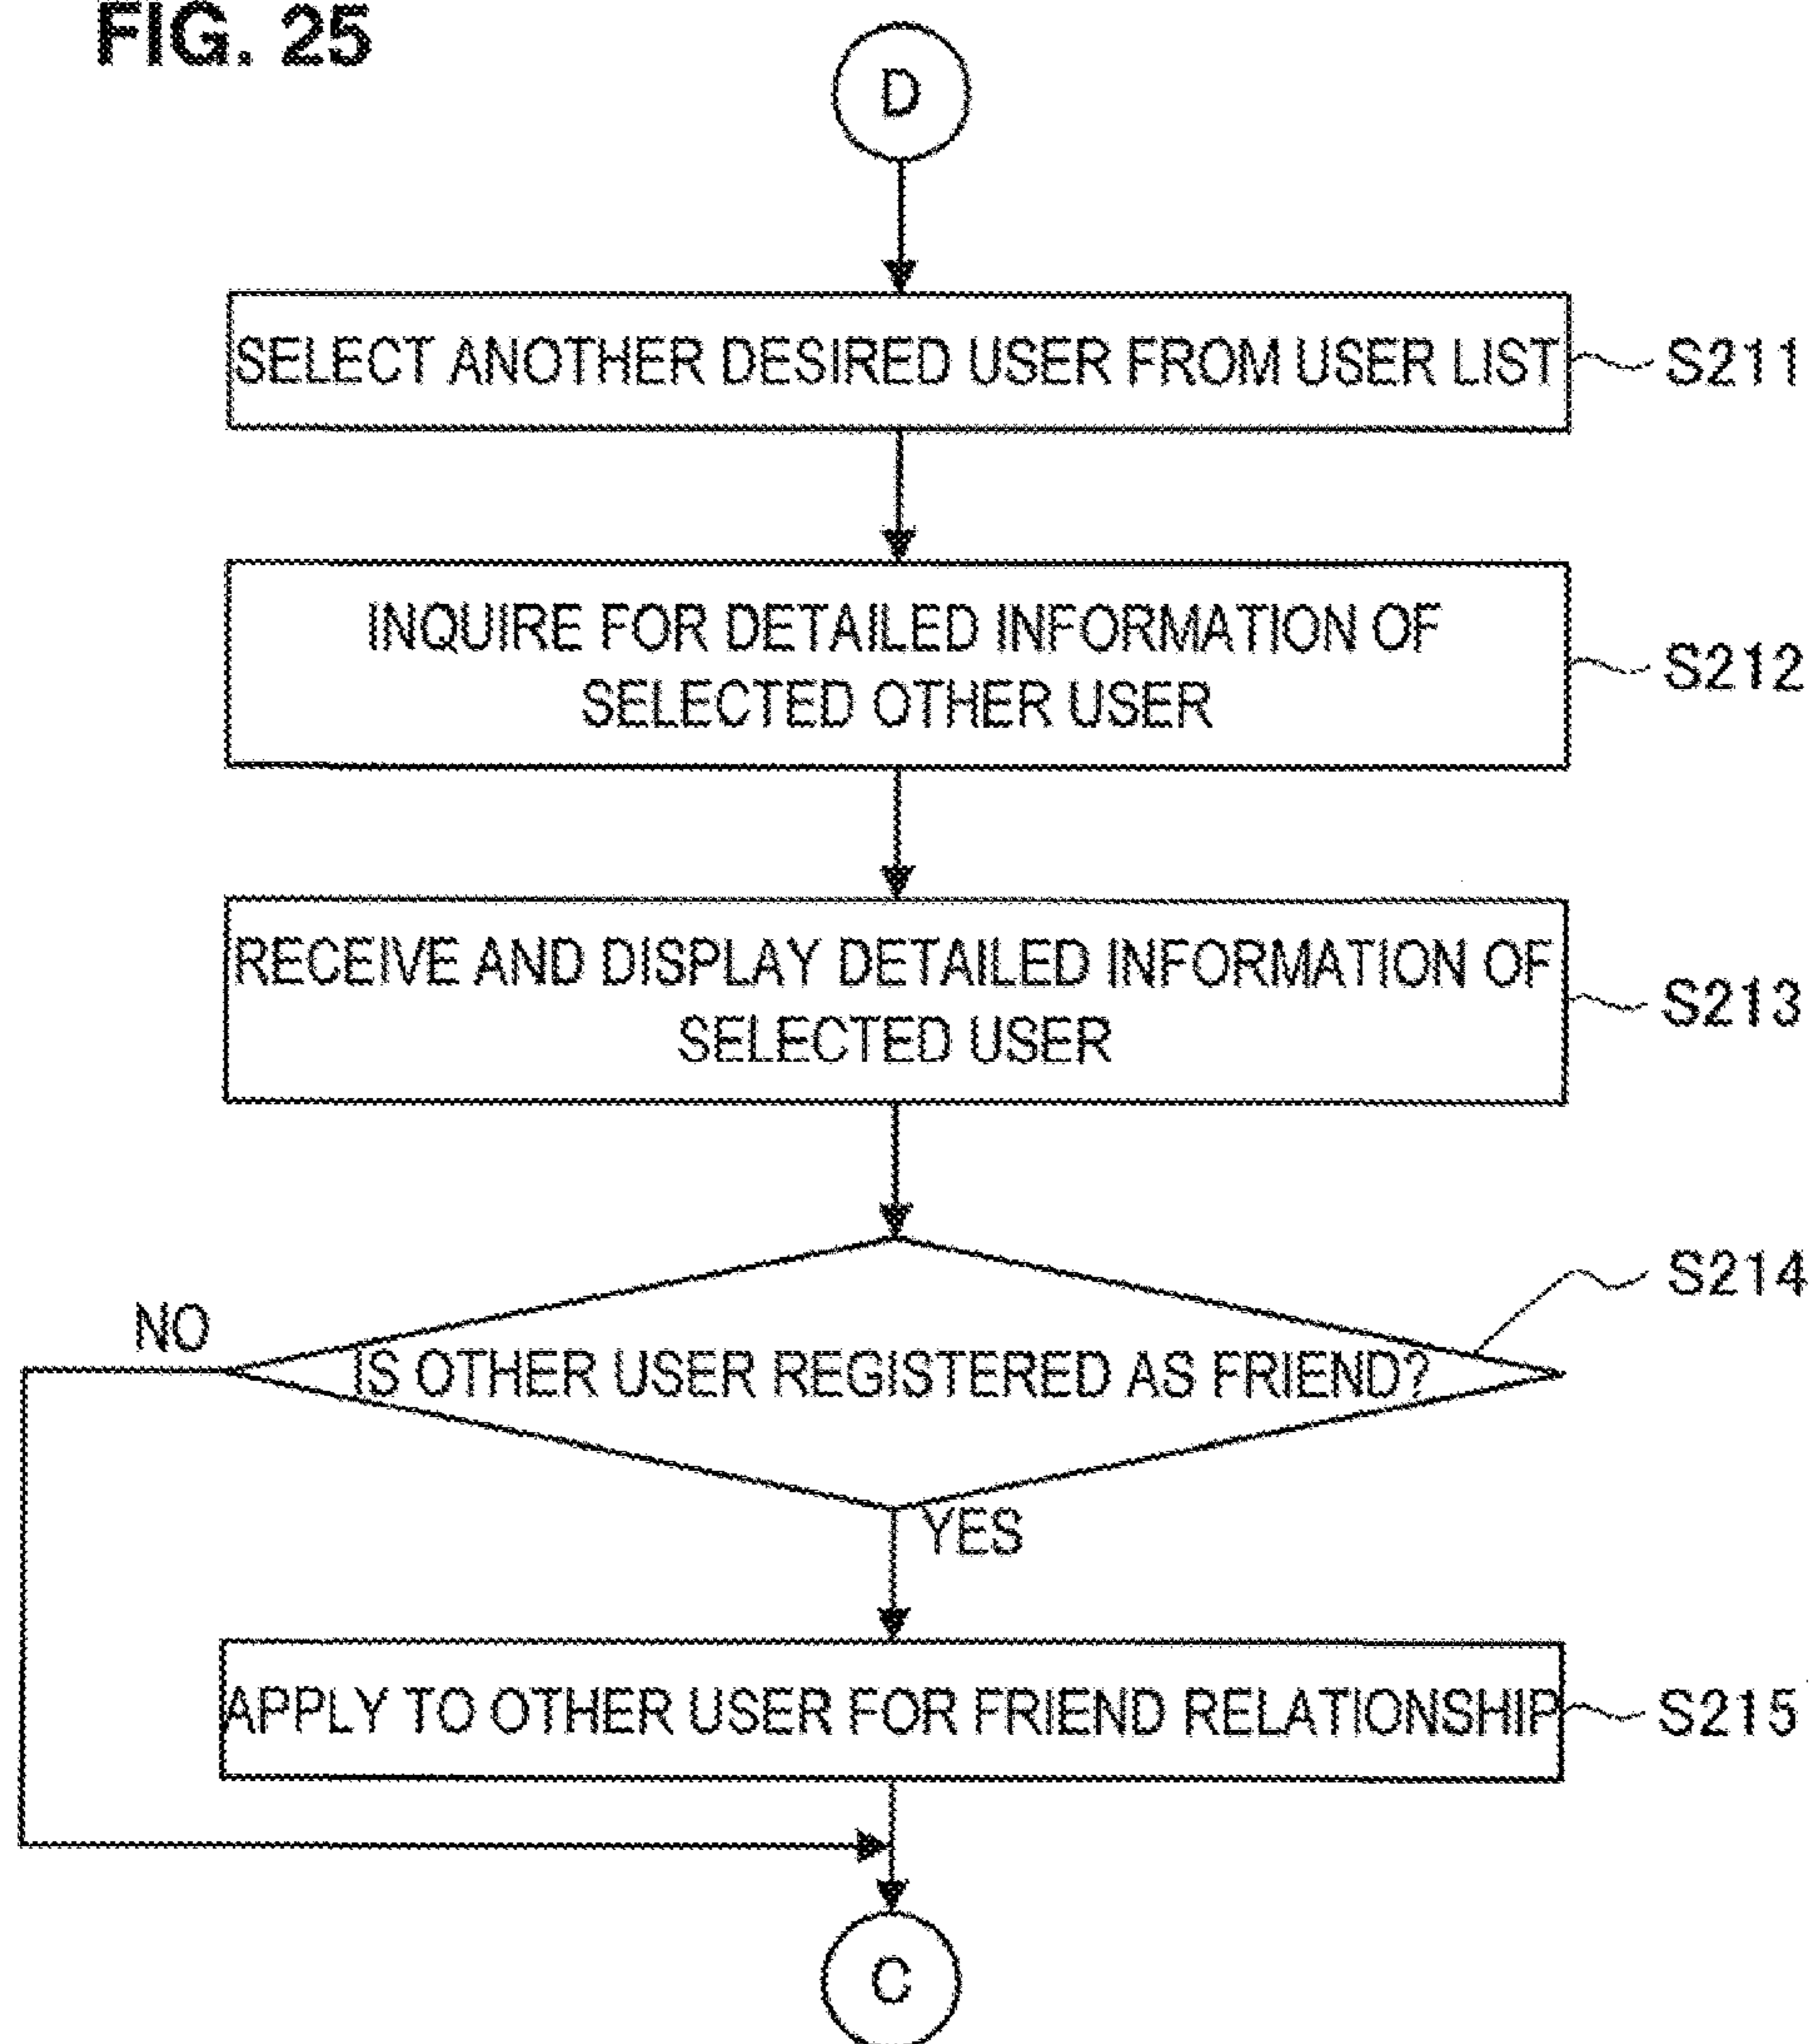 FIG. 25
D
SELECT ANOTHER DESIRED USER FROM USER LIST
S211
INQUIRE FOR DETAILED INFORMATION OF
SELECTED OTHER USER
S212
RECEIVE AND DISPLAY DETAILED INFORMATION OF
SELECTED USER
S213
S214
NO
IS OTHER USER REGISTERED AS FRIEND?
YES
APPLY TO OTHER USER FOR FRIEND RELATIONSHIP
S215
C